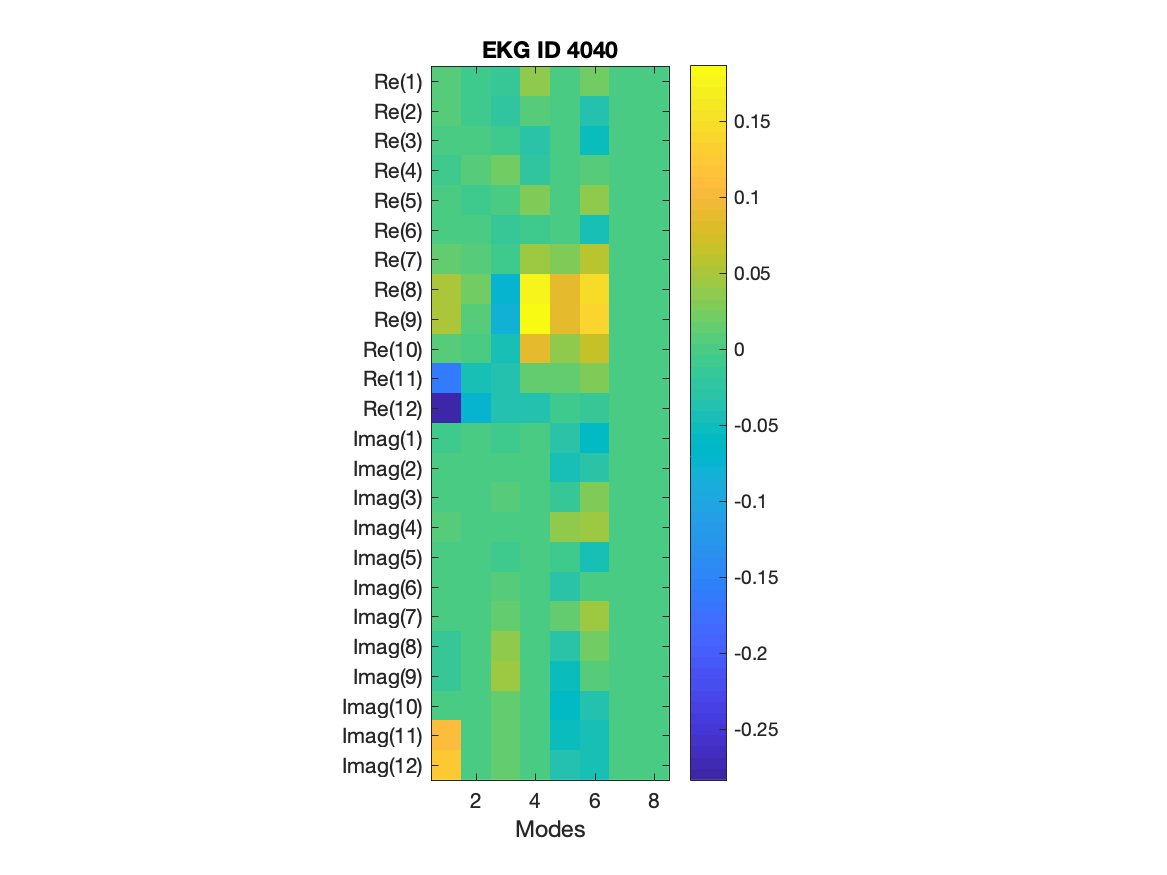 EKG ID 4040
Re(1)
Re(2)
Re(3)
Re(4)
Re(5)
Re(6)
Re(7)
Re(8)
Re(9)
Re(10)
Re(11)
Re(12)
Imag(1)
Imag(2)
Imag(3)
Imag(4)
Imag(5)
Imag(6)
Imag(7)
Imag(8)
Imag(9)
Imag(10)
Imag(11)
Imag(12)
2 4 6 8
Modes
0.15
0.1
0.05
0
-0.05
-0.1
-0.15
-0.2
-0.25